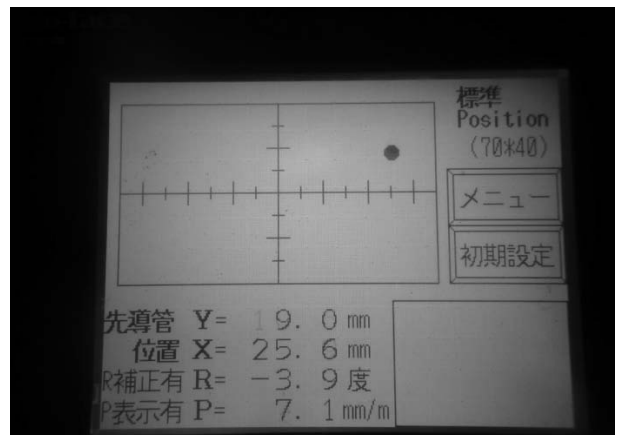 標準
Position
(70*40)
メニュー
初期設定
先導管 Y= 19.0 mm
位置 X= 25.6 mm
R補正有 R= -3.9 度
P表示有 P= 7.1 mm/m